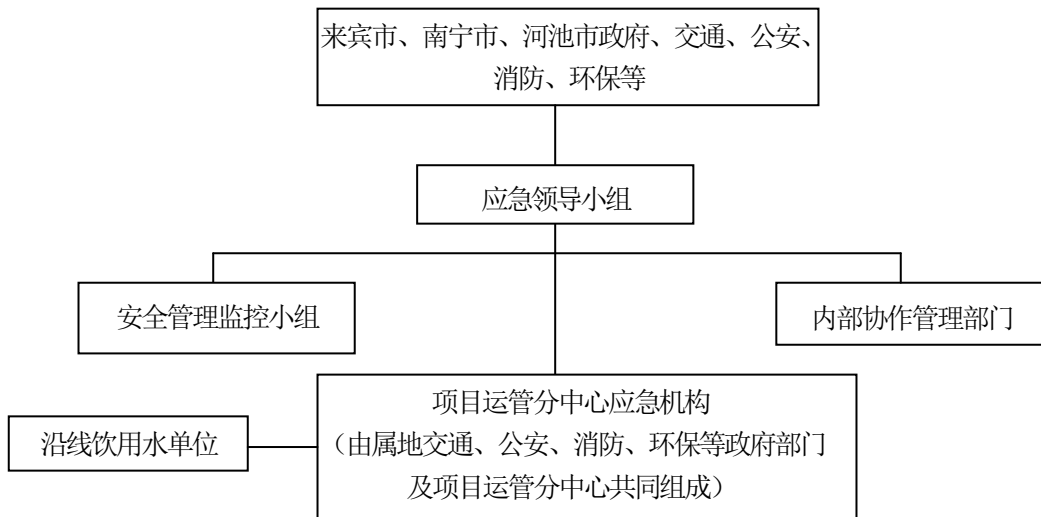 来宾市、南宁市、河池市政府、交通、公安、
消防、环保等
应急领导小组
安全管理监控小组
内部协作管理部门
项目运管分中心应急机构
（由属地交通、公安、消防、环保等政府部门
及项目运管分中心共同组成）
沿线饮用水单位